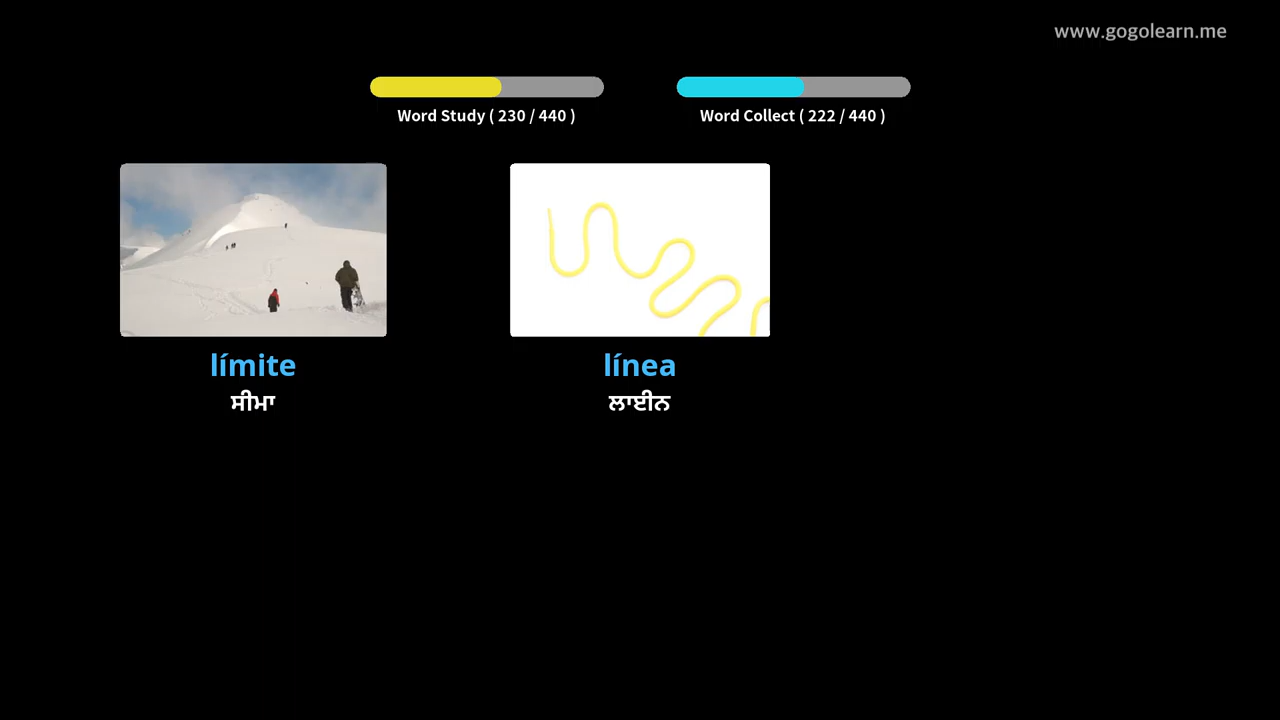 www.gogolearn.me
Word Study ( 230 / 440 )
Word Collect ( 222 / 440 )
límite
ਸੀਮਾ
línea
ਲਾਈਨ